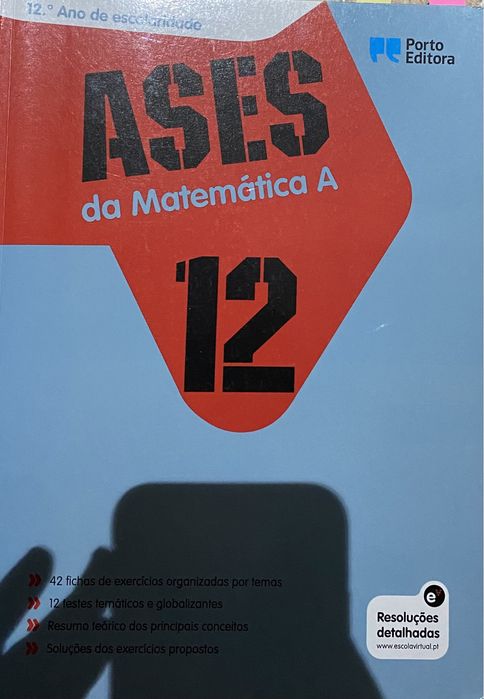 12.º Ano de escolaridade
Porto
Editora
ASES
da Matemática A
12
42 fichas de exercícios organizadas por temas
12 testes temáticos e globalizantes
Resumo teórico dos principais conceitos
Soluções dos exercícios propostos
e
Resoluções
detalhadas
www.escolavirtual.pt